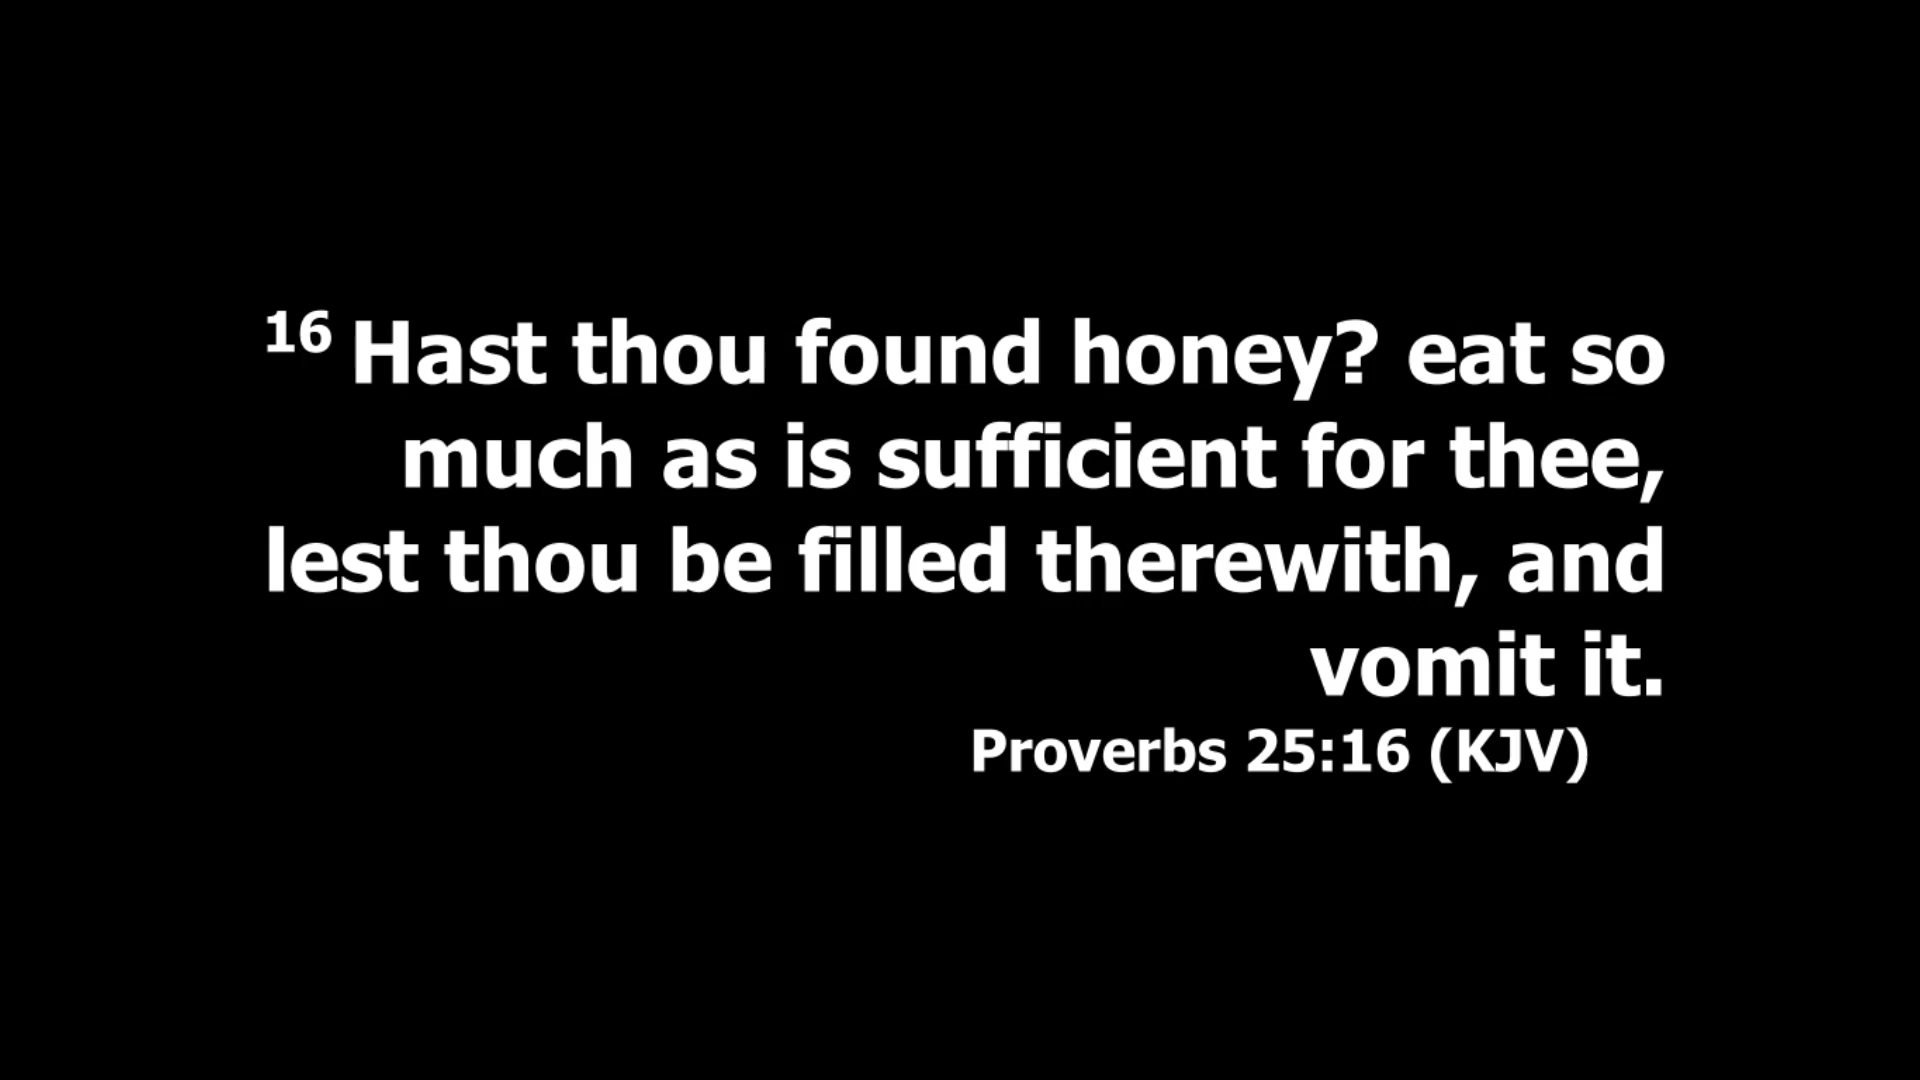 16 Hast thou found honey? eat so
much as is sufficient for thee,
lest thou be filled therewith, and
vomit it.
Proverbs 25:16 (KJV)